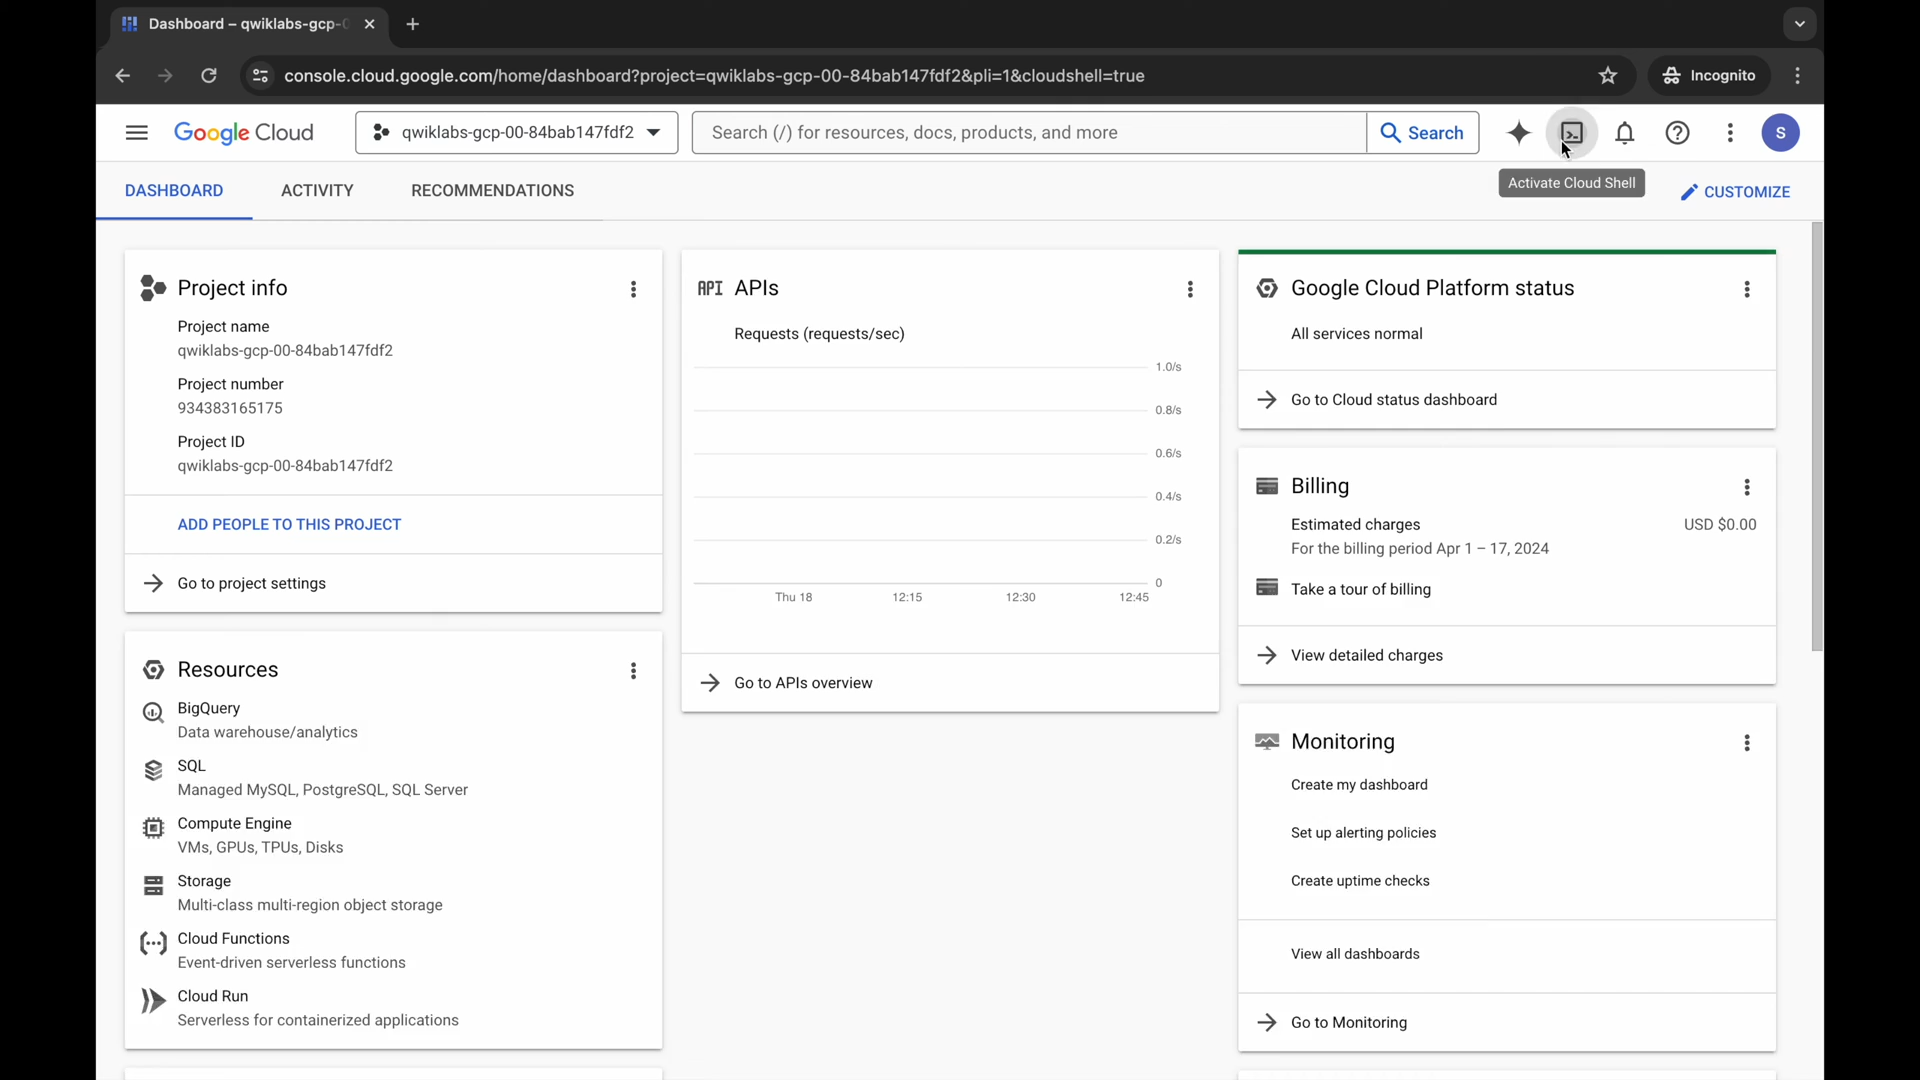 Dashboard – qwiklabs-gcp-0
console.cloud.google.com/home/dashboard?project=qwiklabs-gcp-00-84bab147fdf2&pli=1&cloudshell=true
Incognito
Google Cloud
qwiklabs-gcp-00-84bab147fdf2
Search (/) for resources, docs, products, and more
Search
S
DASHBOARD
ACTIVITY
RECOMMENDATIONS
Activate Cloud Shell
CUSTOMIZE
Project info
Project name
qwiklabs-gcp-00-84bab147fdf2
Project number
934383165175
Project ID
qwiklabs-gcp-00-84bab147fdf2
ADD PEOPLE TO THIS PROJECT
Go to project settings
Resources
BigQuery
Data warehouse/analytics
SQL
Managed MySQL, PostgreSQL, SQL Server
Compute Engine
VMs, GPUs, TPUs, Disks
Storage
Multi-class multi-region object storage
Cloud Functions
Event-driven serverless functions
Cloud Run
Serverless for containerized applications
API APIs
Requests (requests/sec)
1.0/s
0.8/s
0.6/s
0.4/s
0.2/s
0
Thu 18 12:15 12:30 12:45
Go to APIs overview
Google Cloud Platform status
All services normal
Go to Cloud status dashboard
Billing
Estimated charges USD $0.00
For the billing period Apr 1 – 17, 2024
Take a tour of billing
View detailed charges
Monitoring
Create my dashboard
Set up alerting policies
Create uptime checks
View all dashboards
Go to Monitoring